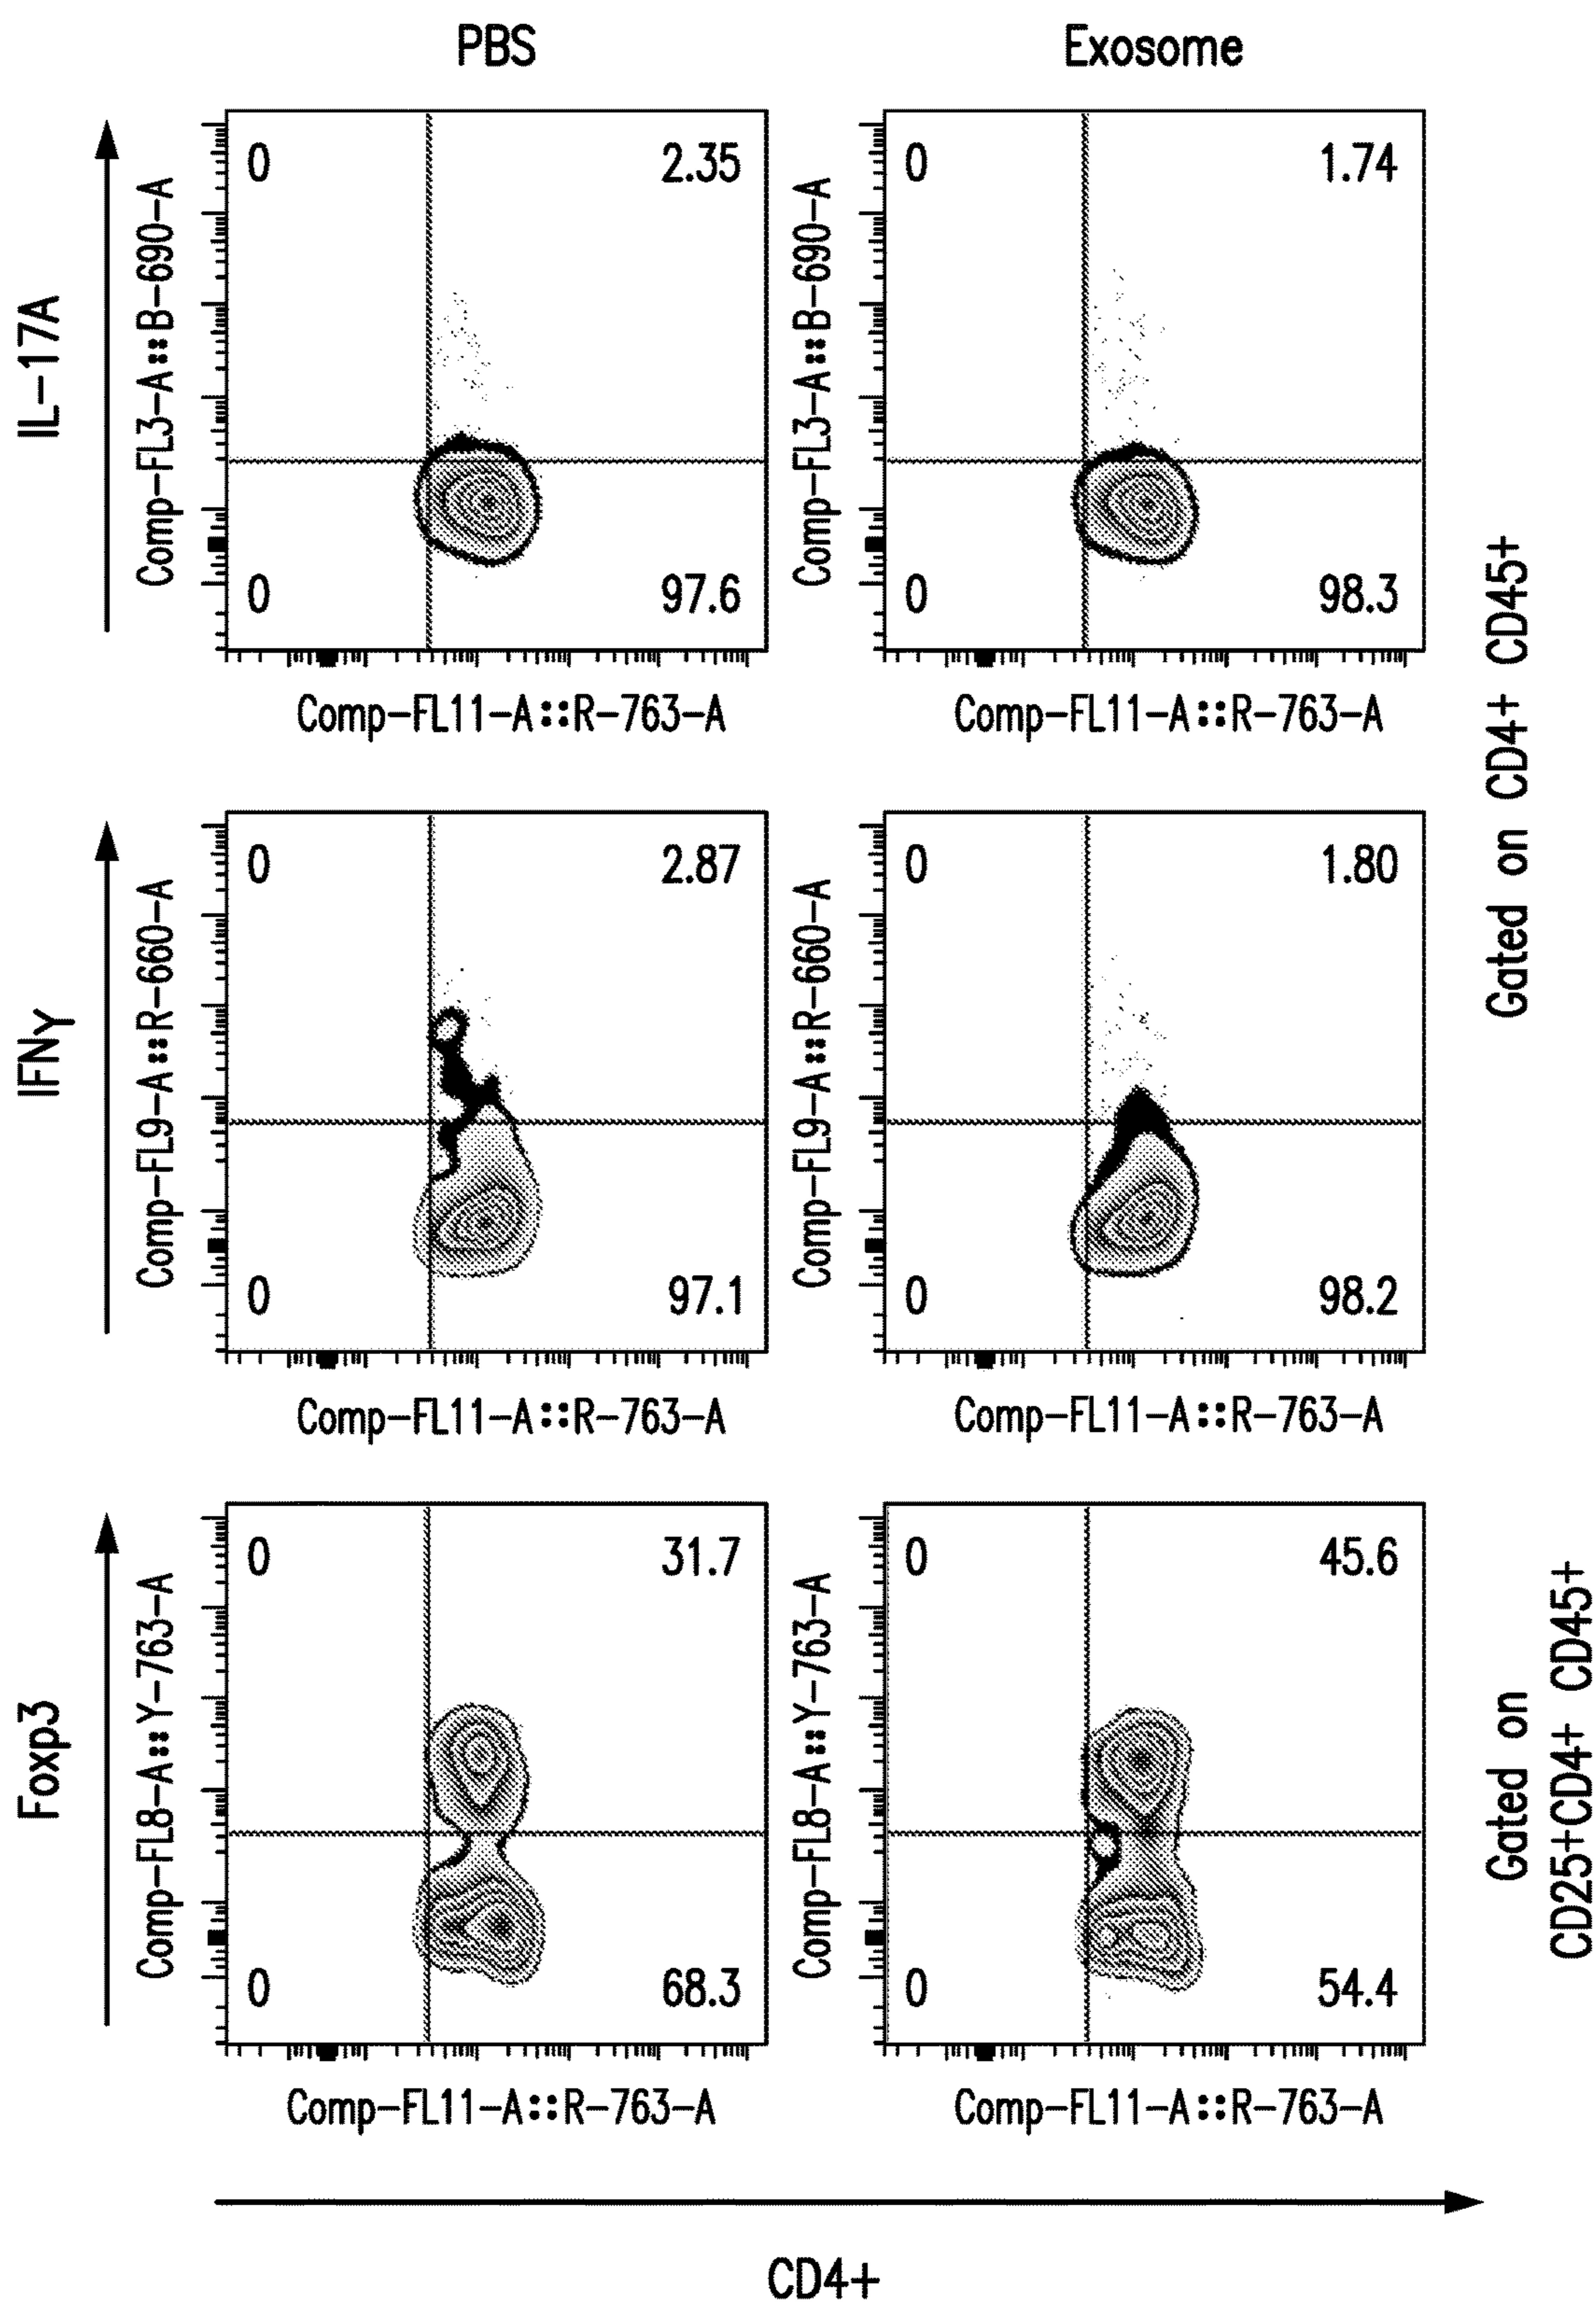 PBS
Exosome
IL-17A
Comp-FL3-A::B-690-A
0
2.35
0
97.6
Comp-FL11-A::R-763-A
Comp-FL3-A::B-690-A
0
1.74
0
98.3
Comp-FL11-A::R-763-A
Gated on CD4+ CD45+
IFNγ
Comp-FL9-A::R-660-A
0
2.87
0
97.1
Comp-FL11-A::R-763-A
Comp-FL9-A::R-660-A
0
1.80
0
98.2
Comp-FL11-A::R-763-A
Foxp3
Comp-FL8-A::Y-763-A
0
31.7
0
68.3
Comp-FL11-A::R-763-A
Comp-FL8-A::Y-763-A
0
45.6
0
54.4
Comp-FL11-A::R-763-A
Gated on
CD25+CD4+ CD45+
CD4+